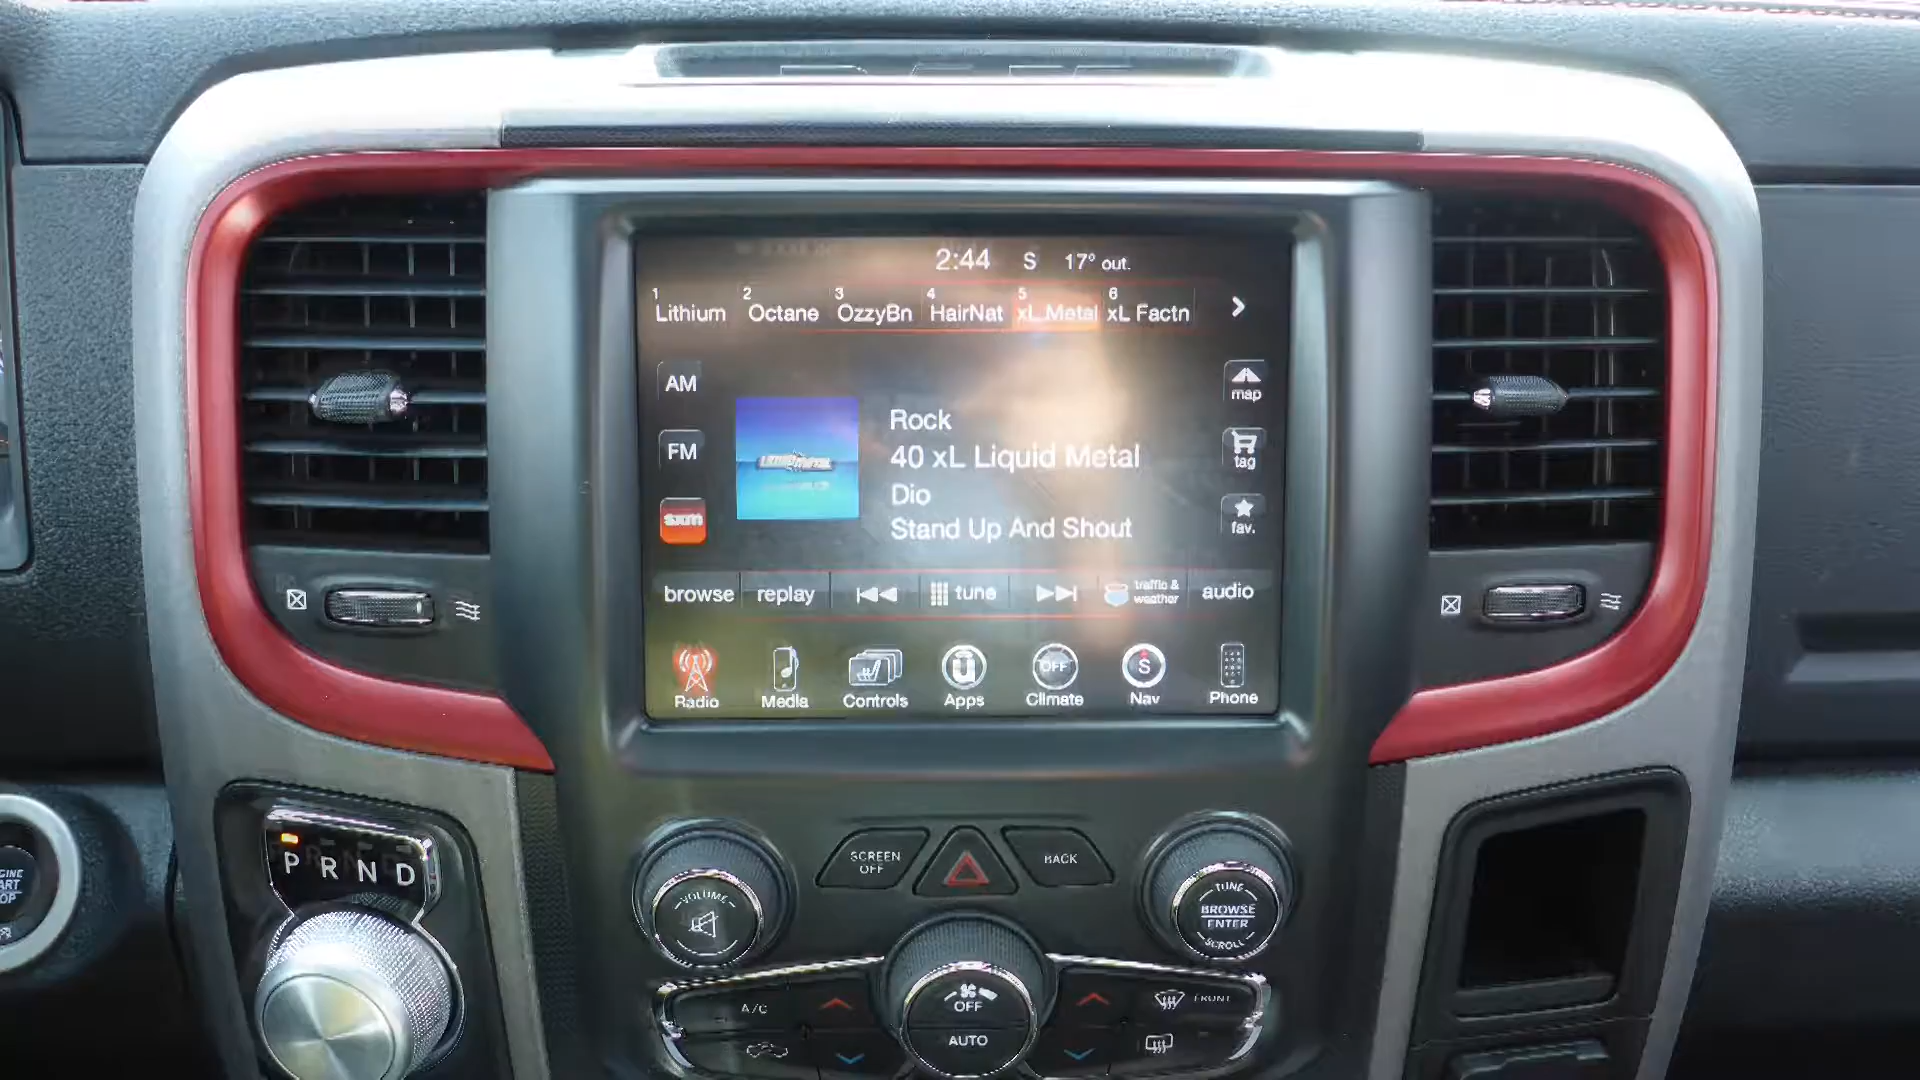 2:44 S 17° out.
1 Lithium 2 Octane 3 OzzyBn 4 HairNat 5 xL Metal 6 xL Factn
AM
map
Rock
FM
40 xL Liquid Metal
tag
LIQUID METAL
Dio
sxm
fav.
Stand Up And Shout
browse replay tune traffic & weather audio
S
OFF
Radio Media Controls Apps Climate Nav Phone
P R N D
SCREEN OFF
BACK
VOLUME
TUNE
BROWSE
ENTER
SCROLL
A/C
OFF
AUTO
FRONT